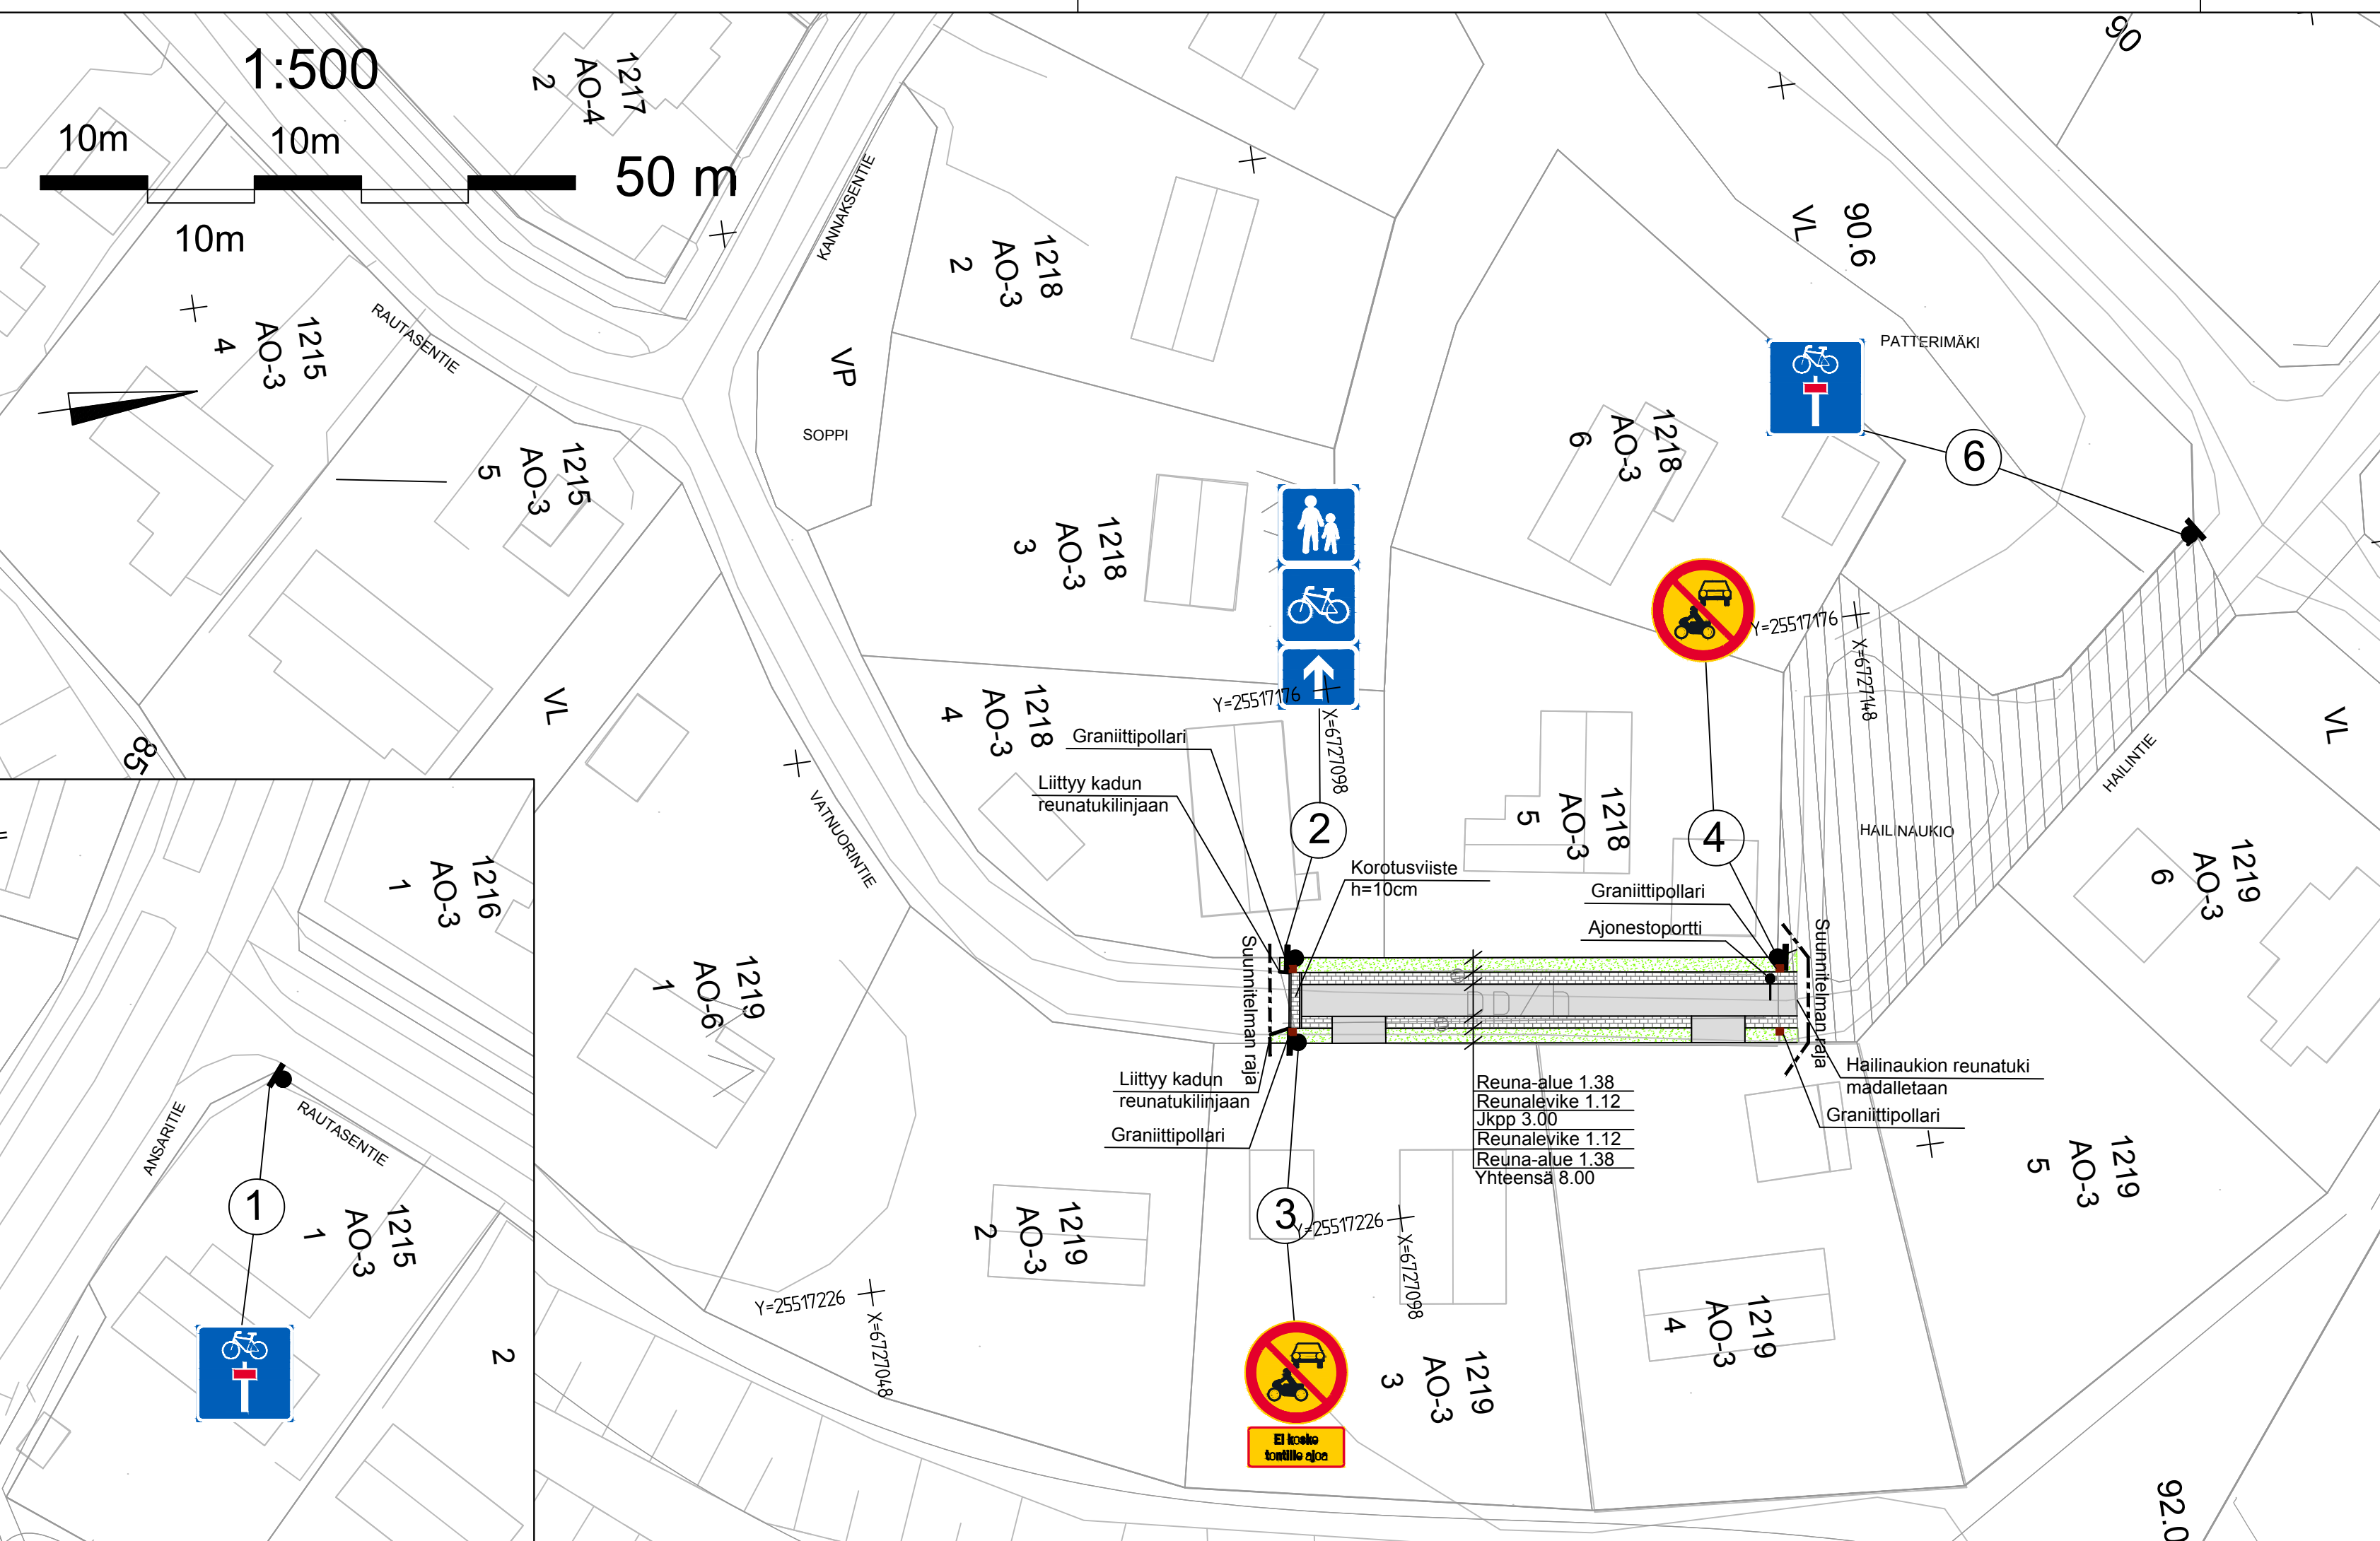 1:500
10m
10m
50 m
10m
1217
AO-4
2
90
KANNAKSENTIE
1218
AO-3
2
90.6
VL
RAUTASENTIE
1215
AO-3
4
VP
SOPPI
PATTERIMÄKI
1215
AO-3
5
1218
AO-3
6
6
1218
AO-3
3
Y=25517176
X=6727148
VL
1218
AO-3
4
Y=25517176
X=6727098
Graniittipollari
Liittyy kadun
reunatukilinjaan
2
4
85
VATNUORINTIE
1218
AO-3
5
HAILINAUKIO
HAILINTIE
VL
1219
AO-3
6
Korotusviiste
h=10cm
Graniittipollari
Ajonestoportti
Suunnitelman raja
Suunnitelman raja
1216
AO-3
1
1219
AO-6
1
Liittyy kadun
reunatukilinjaan
Graniittipollari
Reuna-alue 1.38
Reunalevike 1.12
Jkpp 3.00
Reunalevike 1.12
Reuna-alue 1.38
Yhteensä 8.00
Hailinaukion reunatuki
madalletaan
Graniittipollari
ANSARITIE
RAUTASENTIE
1
1215
AO-3
1
2
1219
AO-3
2
3
Y=25517226
X=6727098
Y=25517226
X=6727048
1219
AO-3
5
1219
AO-3
4
1219
AO-3
3
Ei koske
tontille ajoa
92.0